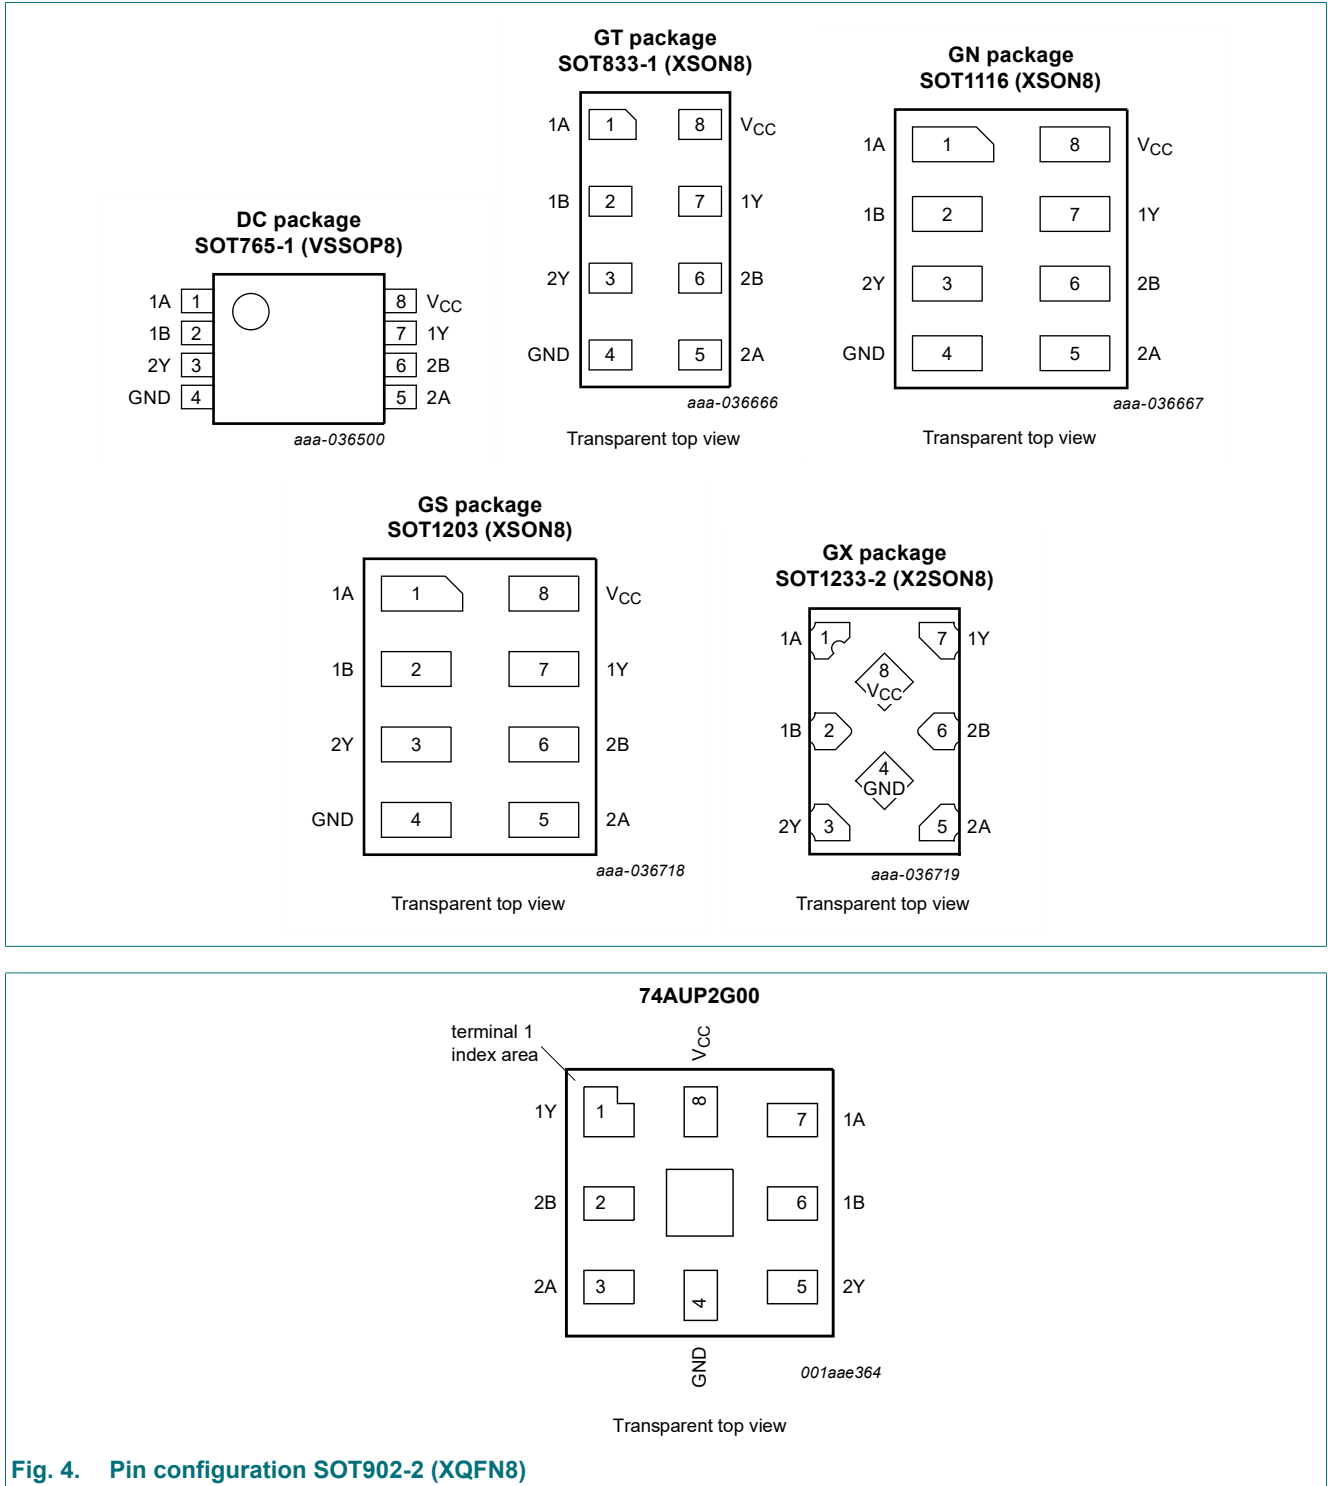 GT package
SOT833-1 (XSON8)
1A 1 8 VCC
1B 2 7 1Y
2Y 3 6 2B
GND 4 5 2A
aaa-036666
Transparent top view
GN package
SOT1116 (XSON8)
1A 1 8 VCC
1B 2 7 1Y
2Y 3 6 2B
GND 4 5 2A
aaa-036667
Transparent top view
DC package
SOT765-1 (VSSOP8)
1A 1 8 VCC
1B 2 7 1Y
2Y 3 6 2B
GND 4 5 2A
aaa-036500
GS package
SOT1203 (XSON8)
1A 1 8 VCC
1B 2 7 1Y
2Y 3 6 2B
GND 4 5 2A
aaa-036718
Transparent top view
GX package
SOT1233-2 (X2SON8)
1A 1 7 1Y
8
VCC
1B 2 6 2B
4
GND
2Y 3 5 2A
aaa-036719
Transparent top view
74AUP2G00
terminal 1
index area
VCC
1Y 1 8 7 1A
2B 2 6 1B
2A 3 4 5 2Y
GND
001aae364
Transparent top view
Fig. 4. Pin configuration SOT902-2 (XQFN8)